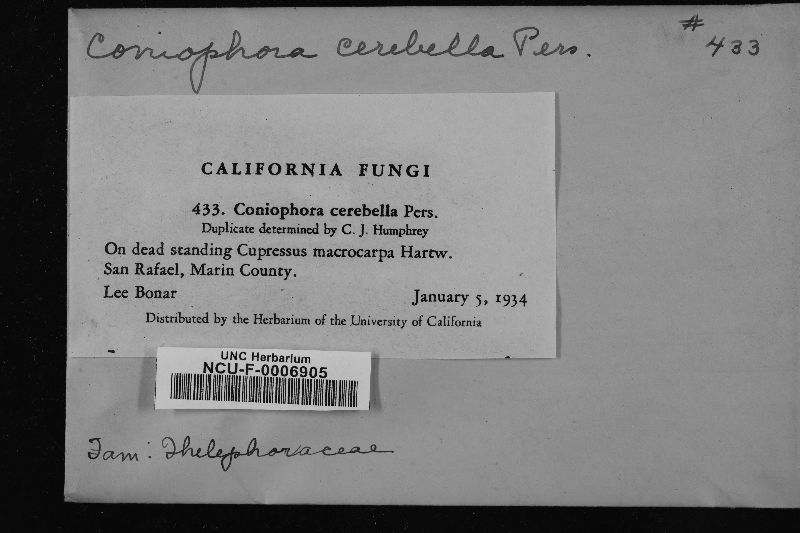 Coniophora cerebella Pers.
# 433
CALIFORNIA FUNGI
433. Coniophora cerebella Pers.
Duplicate determined by C. J. Humphrey
On dead standing Cupressus macrocarpa Hartw.
San Rafael, Marin County.
Lee Bonar January 5, 1934
Distributed by the Herbarium of the University of California
UNC Herbarium
NCU-F-0006905
Fam: Thelephoraceae